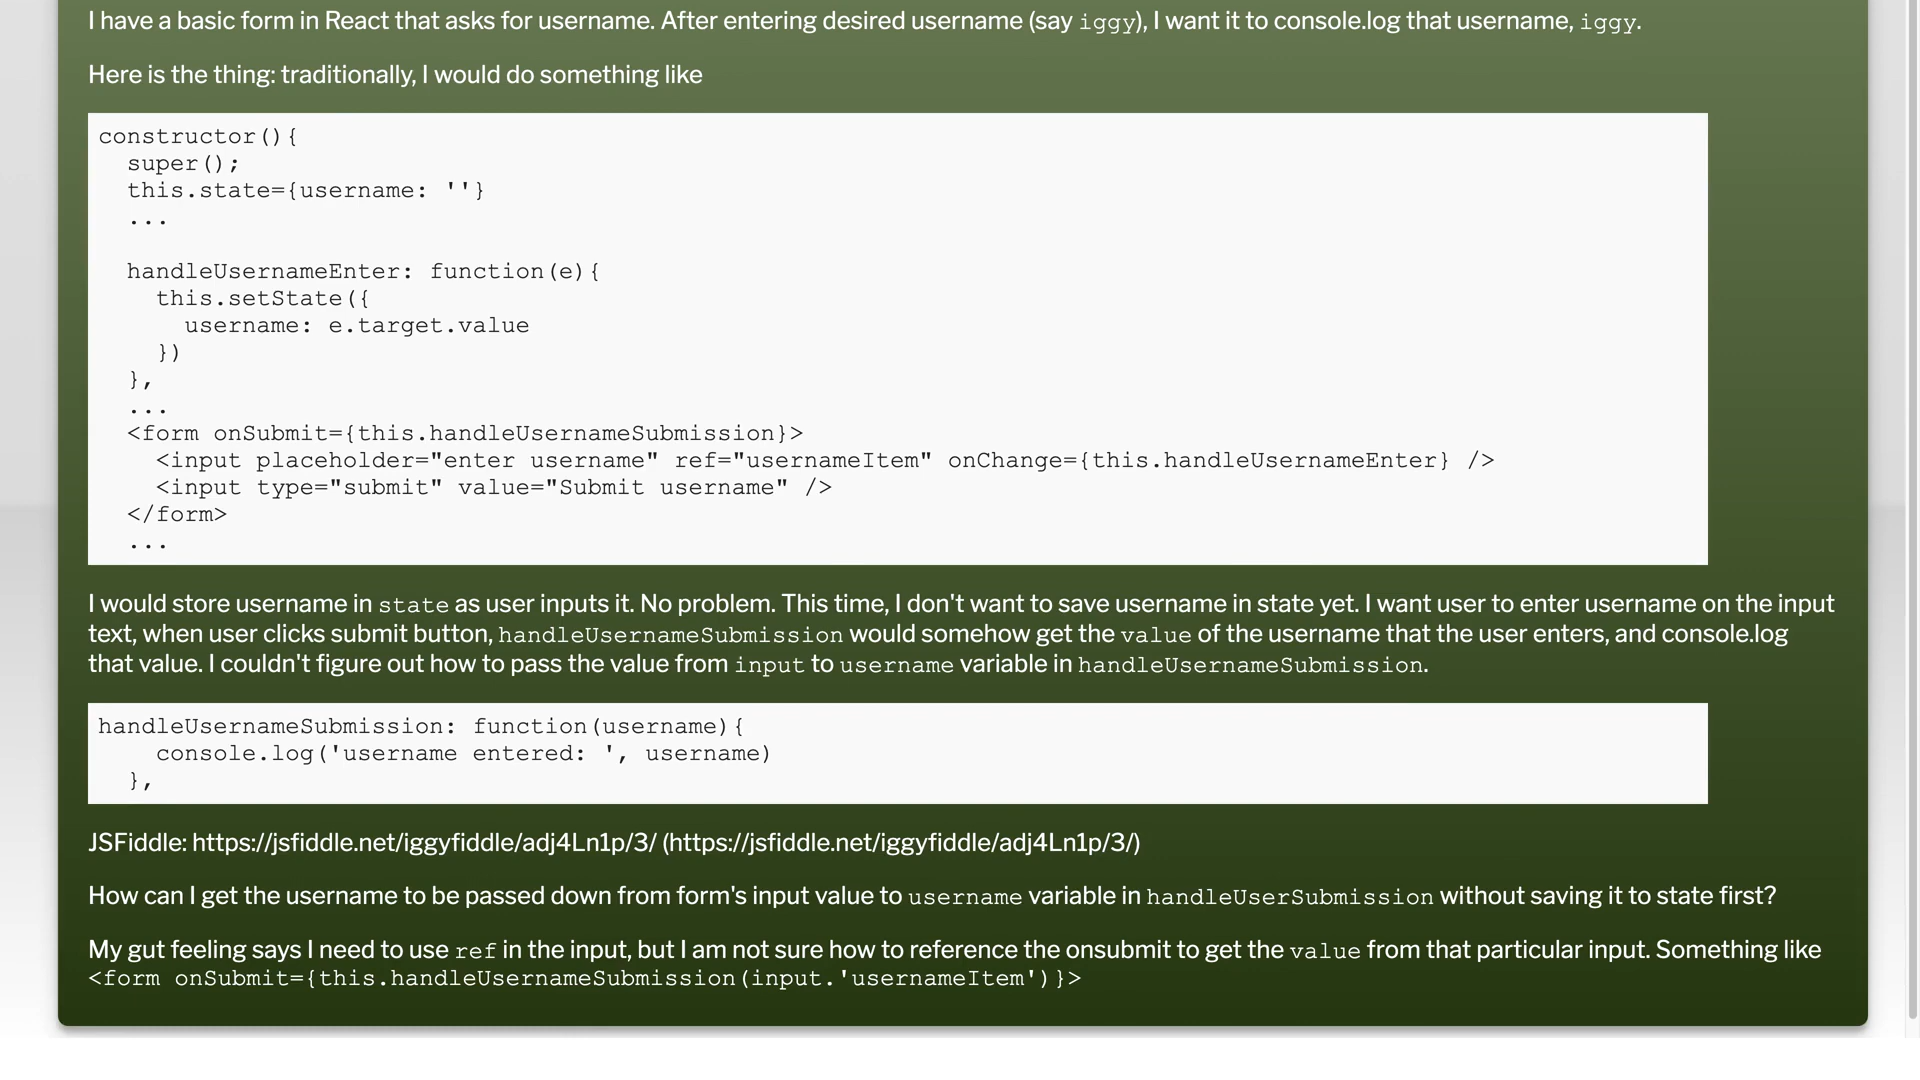 I have a basic form in React that asks for username. After entering desired username (say iggy), I want it to console.log that username, iggy.
Here is the thing: traditionally, I would do something like
constructor(){
  super();
  this.state={username: ''}
  ...
  handleUsernameEnter: function(e){
    this.setState({
      username: e.target.value
    })
  },
  ...
  <form onSubmit={this.handleUsernameSubmission}>
    <input placeholder="enter username" ref="usernameItem" onChange={this.handleUsernameEnter} />
    <input type="submit" value="Submit username" />
  </form>
  ...
I would store username in state as user inputs it. No problem. This time, I don't want to save username in state yet. I want user to enter username on the input
text, when user clicks submit button, handleUsernameSubmission would somehow get the value of the username that the user enters, and console.log
that value. I couldn't figure out how to pass the value from input to username variable in handleUsernameSubmission.
handleUsernameSubmission: function(username){
    console.log('username entered: ', username)
  },
JSFiddle: https://jsfiddle.net/iggyfiddle/adj4Ln1p/3/ (https://jsfiddle.net/iggyfiddle/adj4Ln1p/3/)
How can I get the username to be passed down from form's input value to username variable in handleUserSubmission without saving it to state first?
My gut feeling says I need to use ref in the input, but I am not sure how to reference the onsubmit to get the value from that particular input. Something like
<form onSubmit={this.handleUsernameSubmission(input.'usernameItem')}>